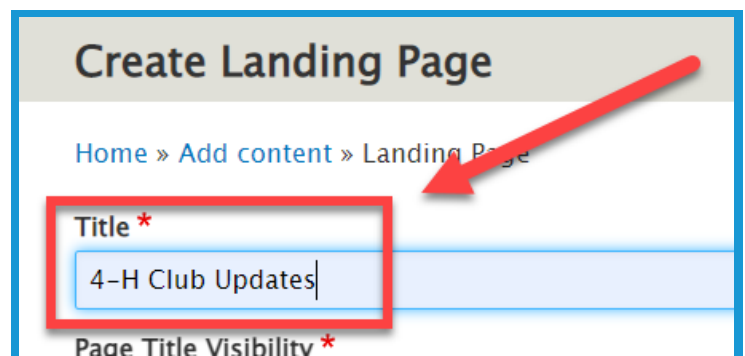 Create Landing Page
Home » Add content » Landing Page
Title *
4-H Club Updates
Page Title Visibility *